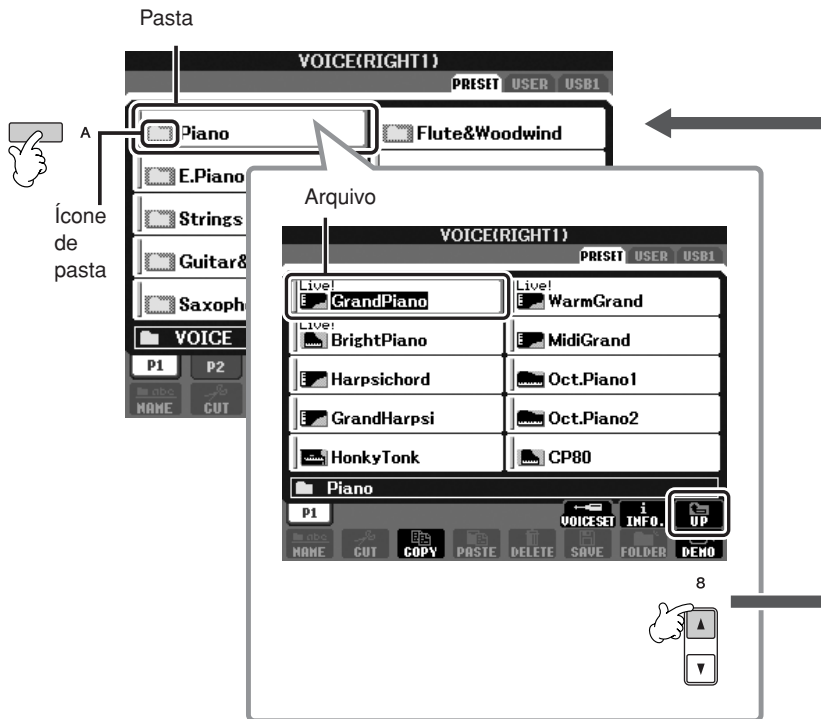 Pasta
VOICE(RIGHT1)
PRESET USER USB1
A
Piano
Flute&Woodwind
E.Piano
Ícone
de
pasta
Strings
Guitar&
Saxoph
VOICE
P1 P2
NAME CUT
Arquivo
VOICE(RIGHT1)
PRESET USER USB1
Live!
GrandPiano
Live!
WarmGrand
Live!
BrightPiano
MidiGrand
Harpsichord
Oct.Piano1
GrandHarpsi
Oct.Piano2
HonkyTonk
CP80
Piano
P1
VOICESET INFO. UP
NAME CUT COPY PASTE DELETE SAVE FOLDER DEMO
8